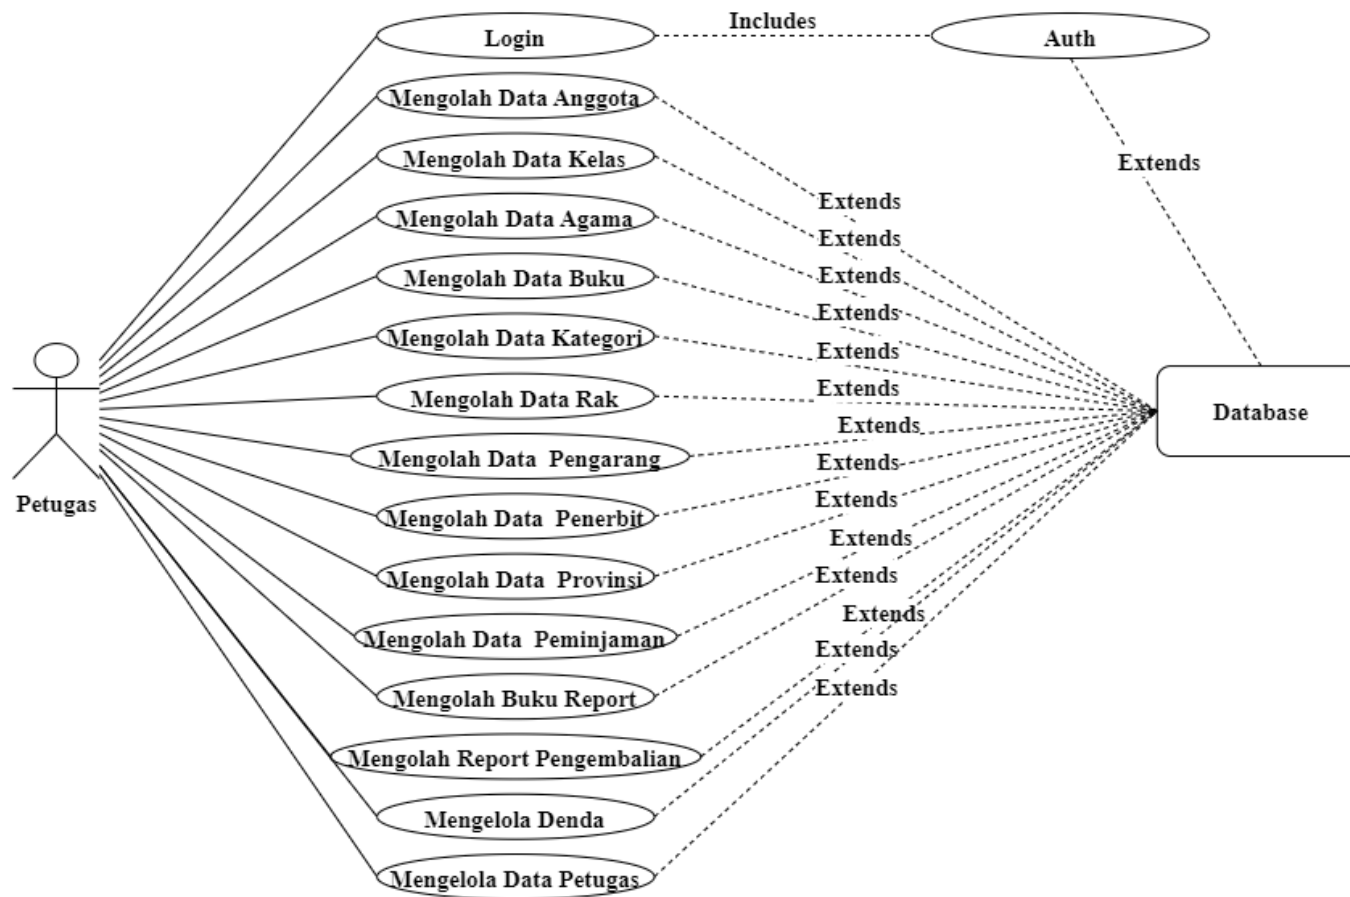 Includes
Login
Auth
Mengolah Data Anggota
Mengolah Data Kelas
Extends
Extends
Mengolah Data Agama
Extends
Extends
Mengolah Data Buku
Extends
Mengolah Data Kategori
Extends
Extends
Mengolah Data Rak
Database
Extends
Mengolah Data  Pengarang
Extends
Petugas
Extends
Mengolah Data  Penerbit
Extends
Mengolah Data  Provinsi
Extends
Extends
Mengolah Data  Peminjaman
Extends
Mengolah Buku Report
Extends
Mengolah Report Pengembalian
Mengelola Denda
Mengelola Data Petugas